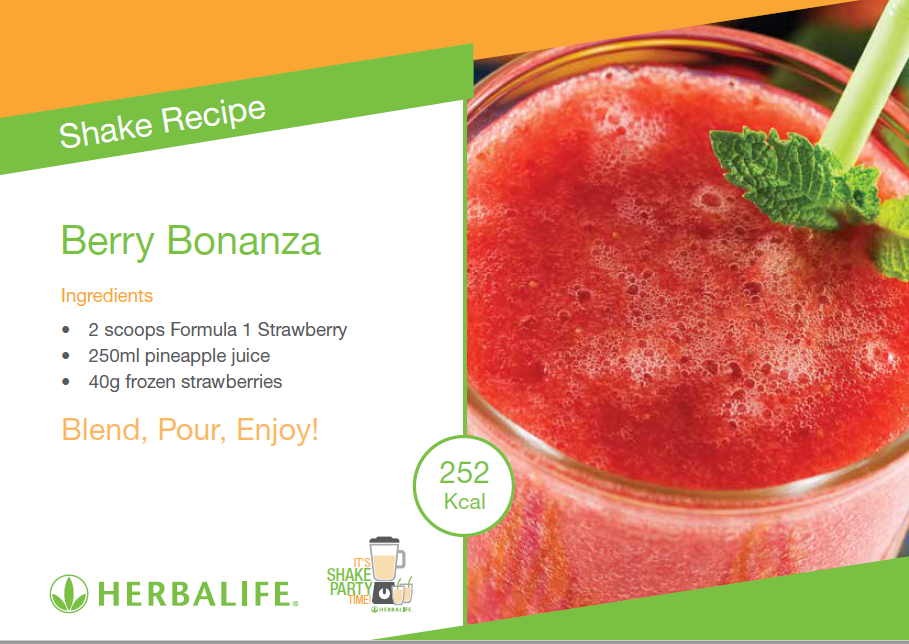 Shake Recipe
Berry Bonanza
Ingredients
• 2 scoops Formula 1 Strawberry
• 250ml pineapple juice
• 40g frozen strawberries
Blend, Pour, Enjoy!
252
Kcal
HERBALIFE®
IT'S
SHAKE
PARTY
TIME!
HERBALIFE.